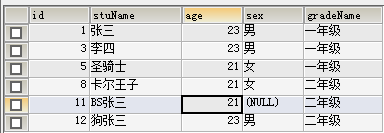 id stuName age sex gradeName
1 张三 23 男 一年级
3 李四 23 男 一年级
5 圣骑士 21 女 一年级
8 卡尔王子 21 女 二年级
11 BS张三 21 (NULL) 二年级
12 狗张三 23 男 二年级